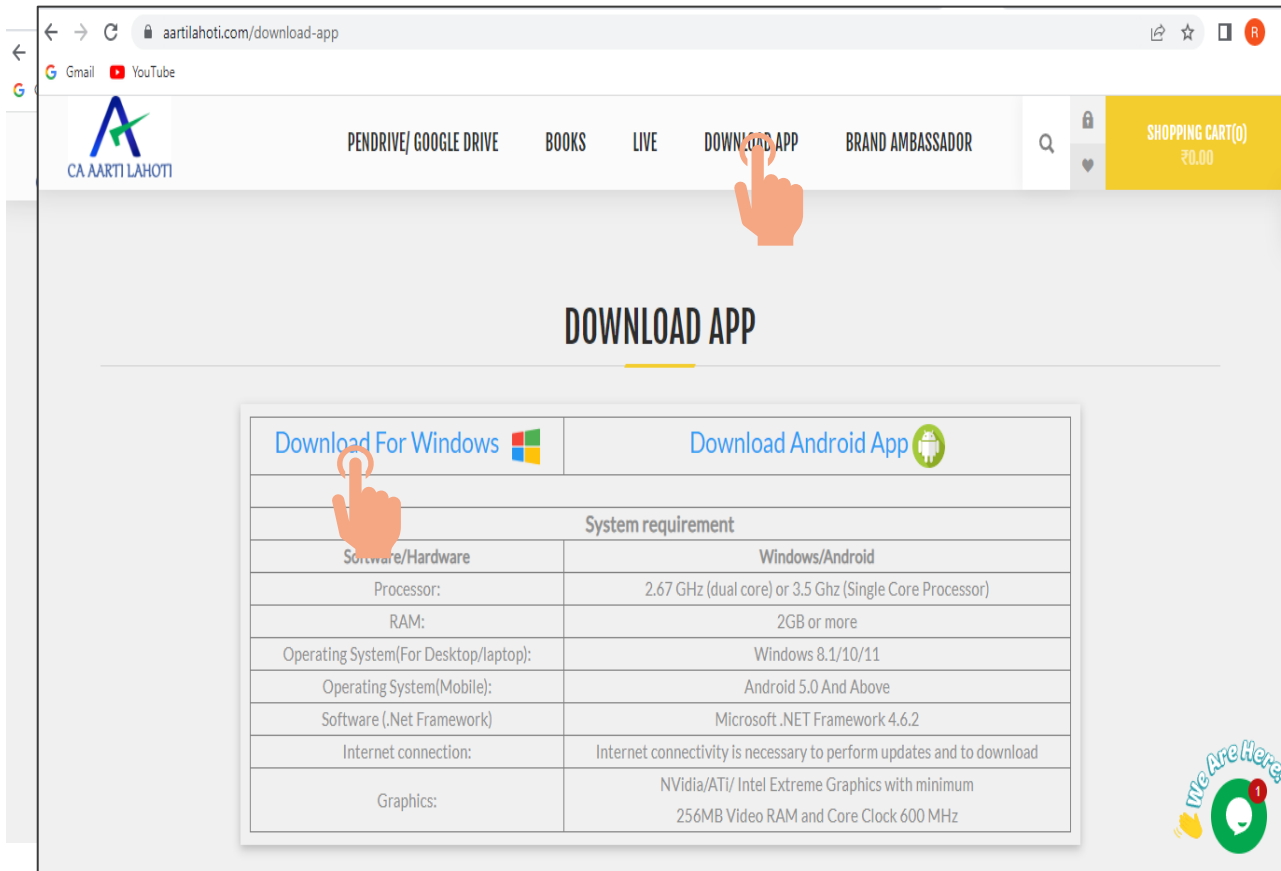 aartilahoti.com/download-app
R
G Gmail YouTube
G
CA AARTI LAHOTI
PENDRIVE/ GOOGLE DRIVE BOOKS LIVE DOWNLOAD APP BRAND AMBASSADOR
SHOPPING CART(0)
₹0.00
DOWNLOAD APP
Download For Windows Download Android App
System requirement
Software/Hardware Windows/Android
Processor: 2.67 GHz (dual core) or 3.5 Ghz (Single Core Processor)
RAM: 2GB or more
Operating System(For Desktop/laptop): Windows 8.1/10/11
Operating System(Mobile): Android 5.0 And Above
Software (.Net Framework) Microsoft .NET Framework 4.6.2
Internet connection: Internet connectivity is necessary to perform updates and to download
Graphics: NVidia/ATi/ Intel Extreme Graphics with minimum
256MB Video RAM and Core Clock 600 MHz
We Are Here!
1